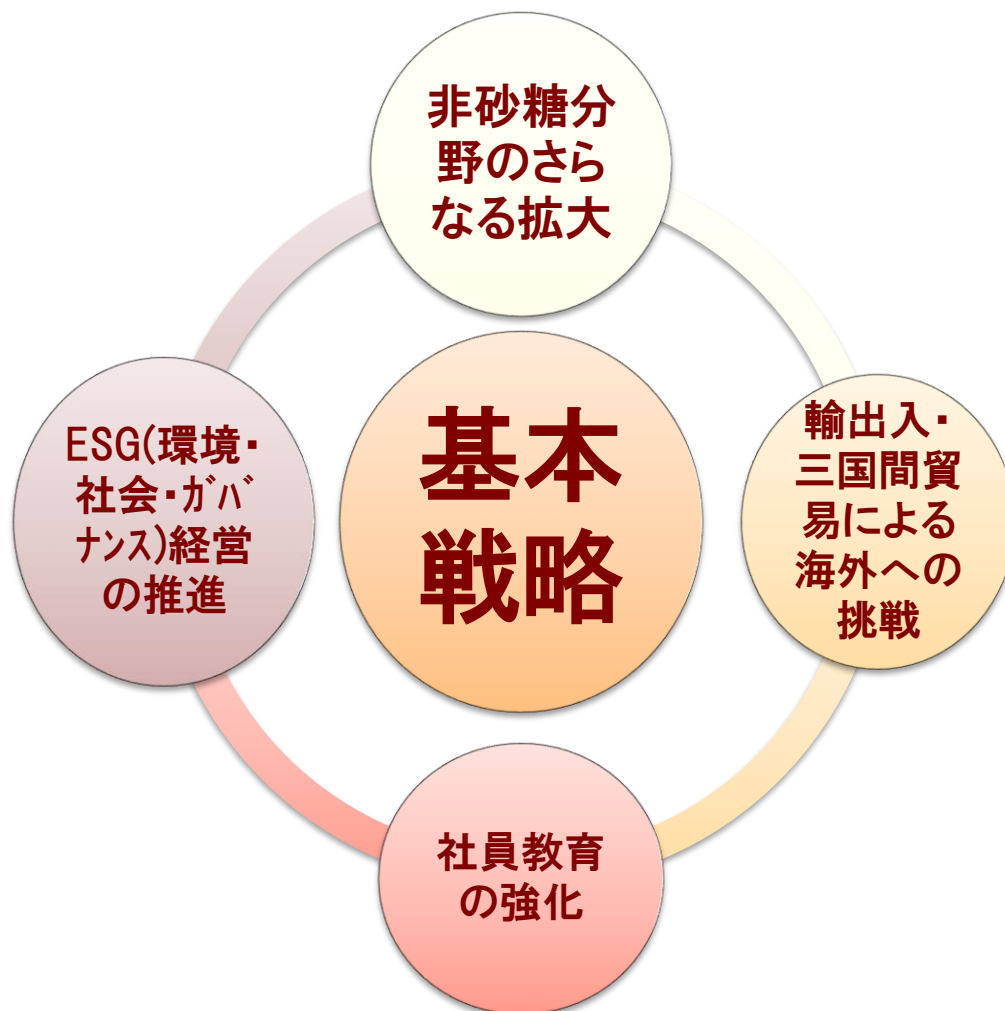 非砂糖分
野のさら
なる拡大
基本
戦略
輸出入・
三国間貿
易による
海外への
挑戦
社員教育
の強化
ESG(環境・
社会・ｶﾞﾊﾞ
ﾅﾝｽ)経営
の推進